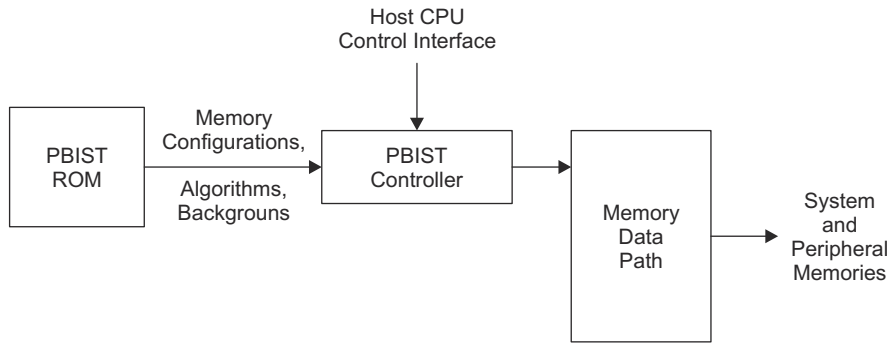 Host CPU
Control Interface
PBIST
ROM
Memory
Configurations,
Algorithms,
Backgrouns
PBIST
Controller
Memory
Data
Path
System
and
Peripheral
Memories